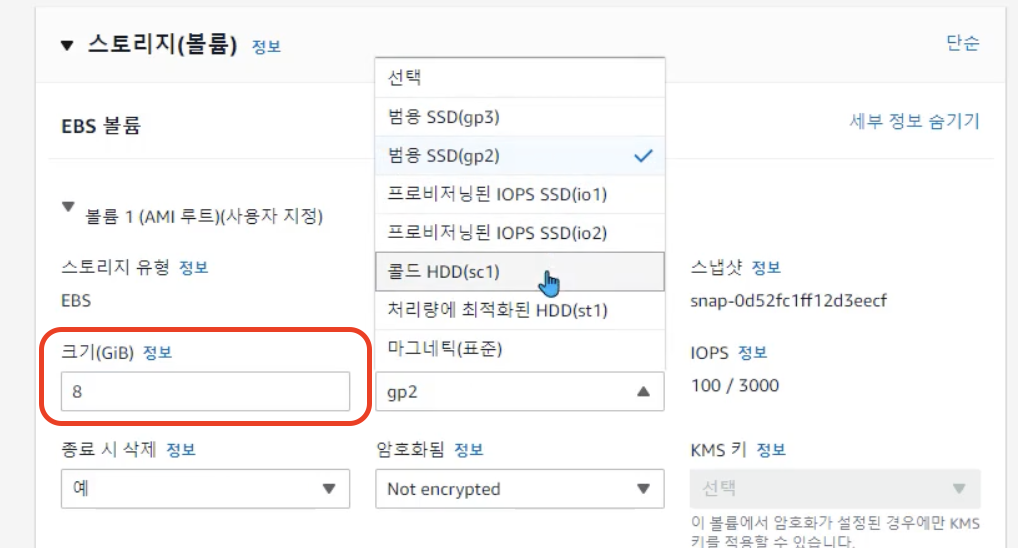 스토리지(볼륨) 정보
단순
EBS 볼륨
세부 정보 숨기기
볼륨 1 (AMI 루트)(사용자 지정)
선택
범용 SSD(gp3)
범용 SSD(gp2)
프로비저닝된 IOPS SSD(io1)
프로비저닝된 IOPS SSD(io2)
콜드 HDD(sc1)
처리량에 최적화된 HDD(st1)
마그네틱(표준)
스토리지 유형 정보
EBS
스냅샷 정보
snap-0d52fc1ff12d3eecf
크기(GiB) 정보
8
gp2
IOPS 정보
100 / 3000
종료 시 삭제 정보
예
암호화됨 정보
Not encrypted
KMS 키 정보
선택
이 볼륨에서 암호화가 설정된 경우에만 KMS
키를 적용할 수 있습니다.